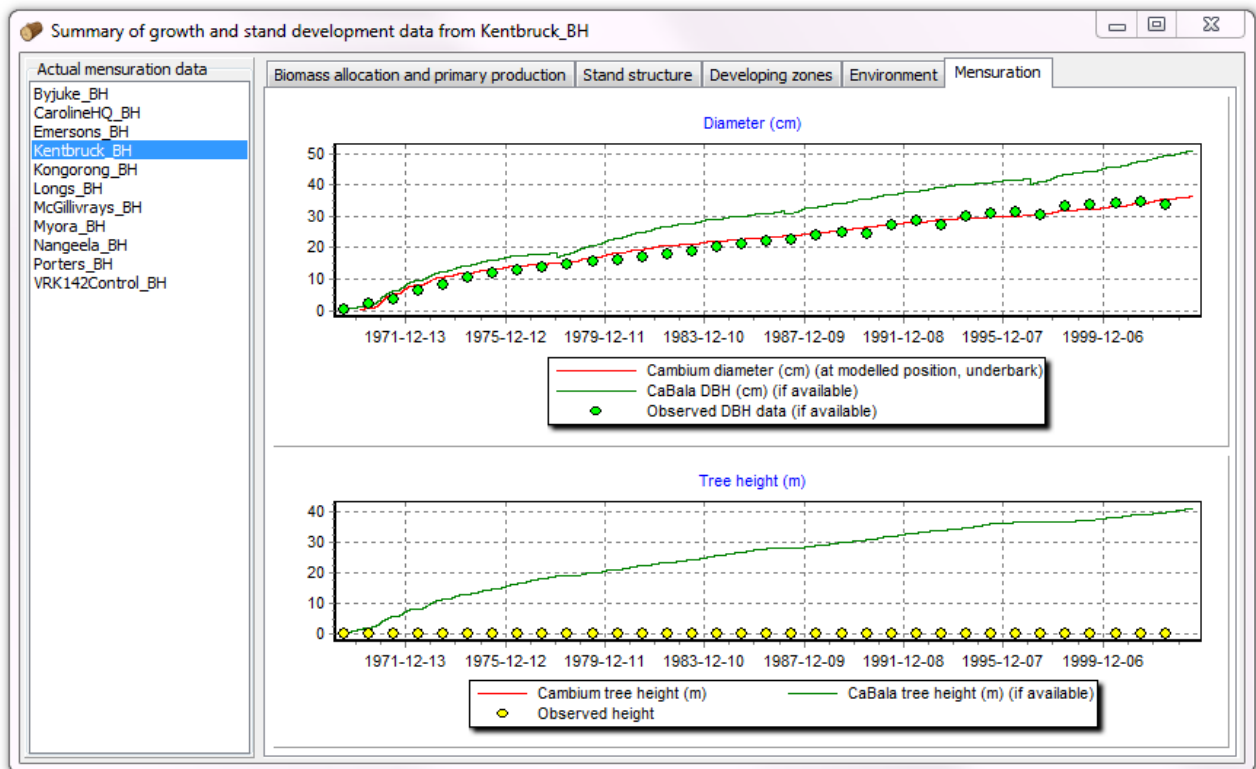 Summary of growth and stand development data from Kentbruck_BH
Actual mensuration data
Byjuke_BH
CarolineHQ_BH
Emersons_BH
Kentbruck_BH
Kongorong_BH
Longs_BH
McGillivrays_BH
Myora_BH
Nangeela_BH
Porters_BH
VRK142Control_BH
Biomass allocation and primary production Stand structure Developing zones Environment Mensuration
Diameter (cm)
50
40
30
20
10
0
1971-12-13 1975-12-12 1979-12-11 1983-12-10 1987-12-09 1991-12-08 1995-12-07 1999-12-06
Cambium diameter (cm) (at modelled position, underbark)
CaBala DBH (cm) (if available)
Observed DBH data (if available)
Tree height (m)
40
30
20
10
0
1971-12-13 1975-12-12 1979-12-11 1983-12-10 1987-12-09 1991-12-08 1995-12-07 1999-12-06
Cambium tree height (m) CaBala tree height (m) (if available)
Observed height